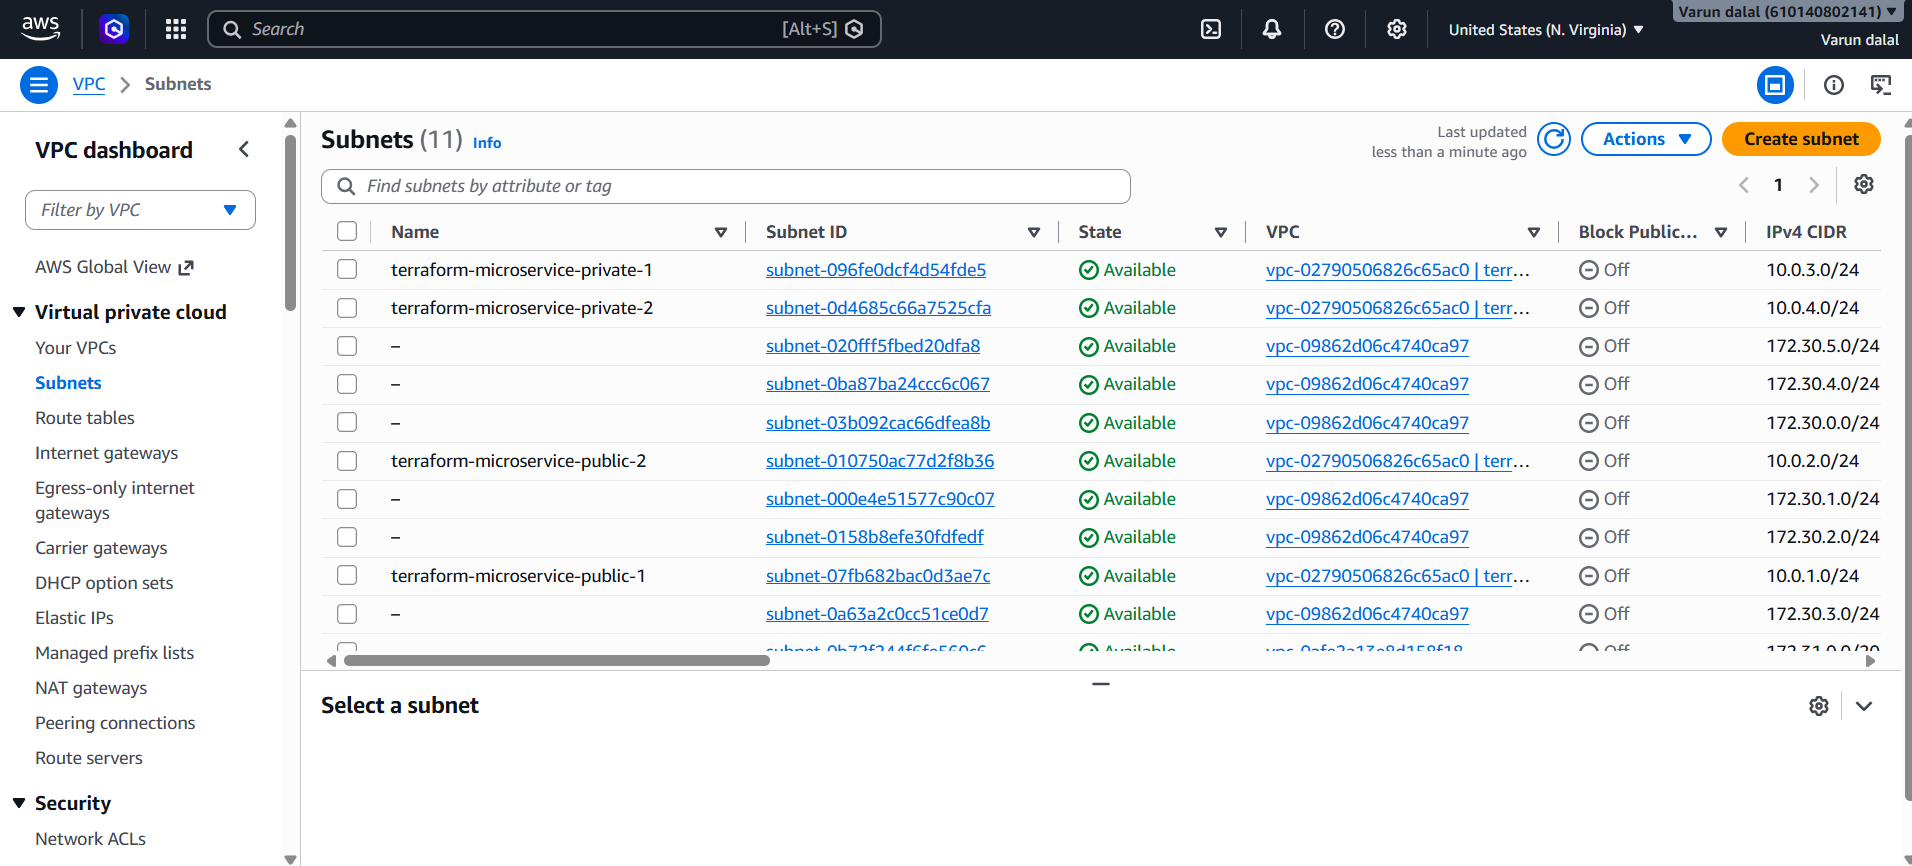 aws
Search [Alt+S]
United States (N. Virginia)
Varun dalal (610140802141)
Varun dalal
VPC Subnets
VPC dashboard
Filter by VPC
AWS Global View
Virtual private cloud
Your VPCs
Subnets
Route tables
Internet gateways
Egress-only internet
gateways
Carrier gateways
DHCP option sets
Elastic IPs
Managed prefix lists
NAT gateways
Peering connections
Route servers
Security
Network ACLs
Subnets (11) Info
Last updated
less than a minute ago
Actions
Create subnet
Find subnets by attribute or tag
1
Name Subnet ID State VPC Block Public... IPv4 CIDR
terraform-microservice-private-1 subnet-096fe0dcf4d54fde5 Available vpc-02790506826c65ac0 | terr... Off 10.0.3.0/24
terraform-microservice-private-2 subnet-0d4685c66a7525cfa Available vpc-02790506826c65ac0 | terr... Off 10.0.4.0/24
– subnet-020fff5fbed20dfa8 Available vpc-09862d06c4740ca97 Off 172.30.5.0/24
– subnet-0ba87ba24ccc6c067 Available vpc-09862d06c4740ca97 Off 172.30.4.0/24
– subnet-03b092cac66dfea8b Available vpc-09862d06c4740ca97 Off 172.30.0.0/24
terraform-microservice-public-2 subnet-010750ac77d2f8b36 Available vpc-02790506826c65ac0 | terr... Off 10.0.2.0/24
– subnet-000e4e51577c90c07 Available vpc-09862d06c4740ca97 Off 172.30.1.0/24
– subnet-0158b8efe30fdfedf Available vpc-09862d06c4740ca97 Off 172.30.2.0/24
terraform-microservice-public-1 subnet-07fb682bac0d3ae7c Available vpc-02790506826c65ac0 | terr... Off 10.0.1.0/24
– subnet-0a63a2c0cc51ce0d7 Available vpc-09862d06c4740ca97 Off 172.30.3.0/24
Available Off
Select a subnet